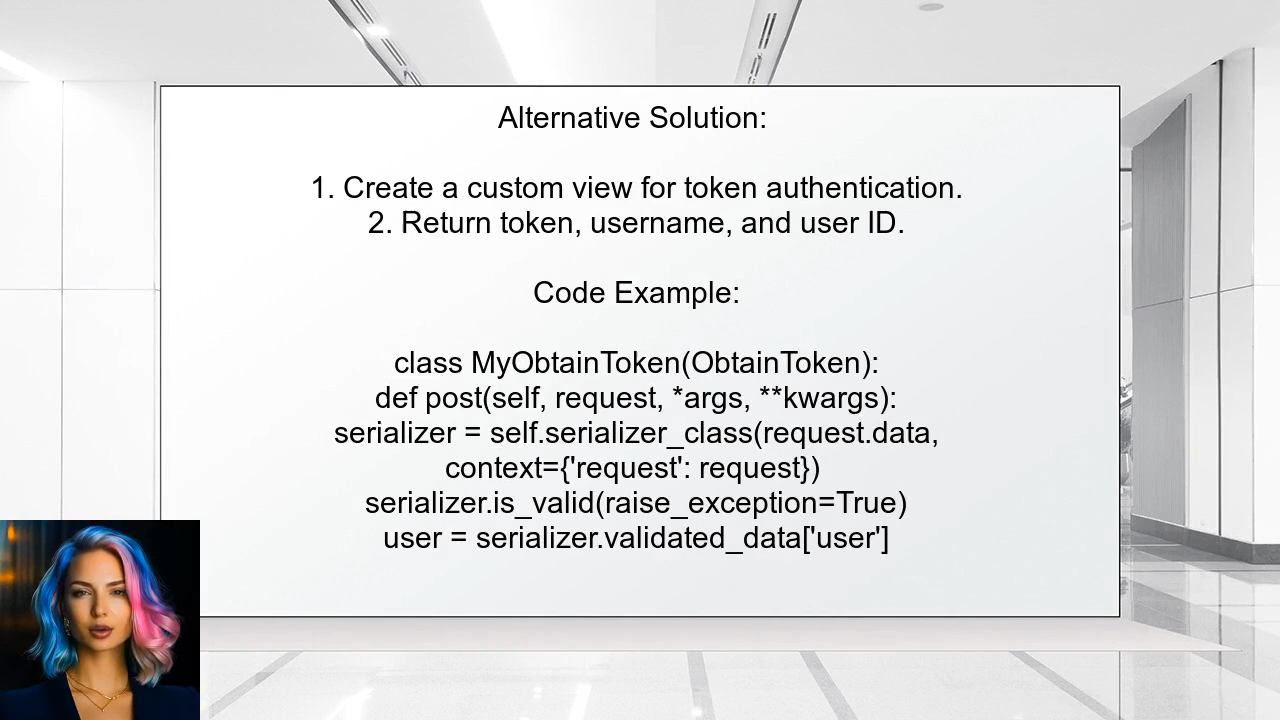 Alternative Solution:
1. Create a custom view for token authentication.
2. Return token, username, and user ID.
Code Example:
class MyObtainToken(ObtainToken):
def post(self, request, *args, **kwargs):
serializer = self.serializer_class(request.data,
context={'request': request})
serializer.is_valid(raise_exception=True)
user = serializer.validated_data['user']